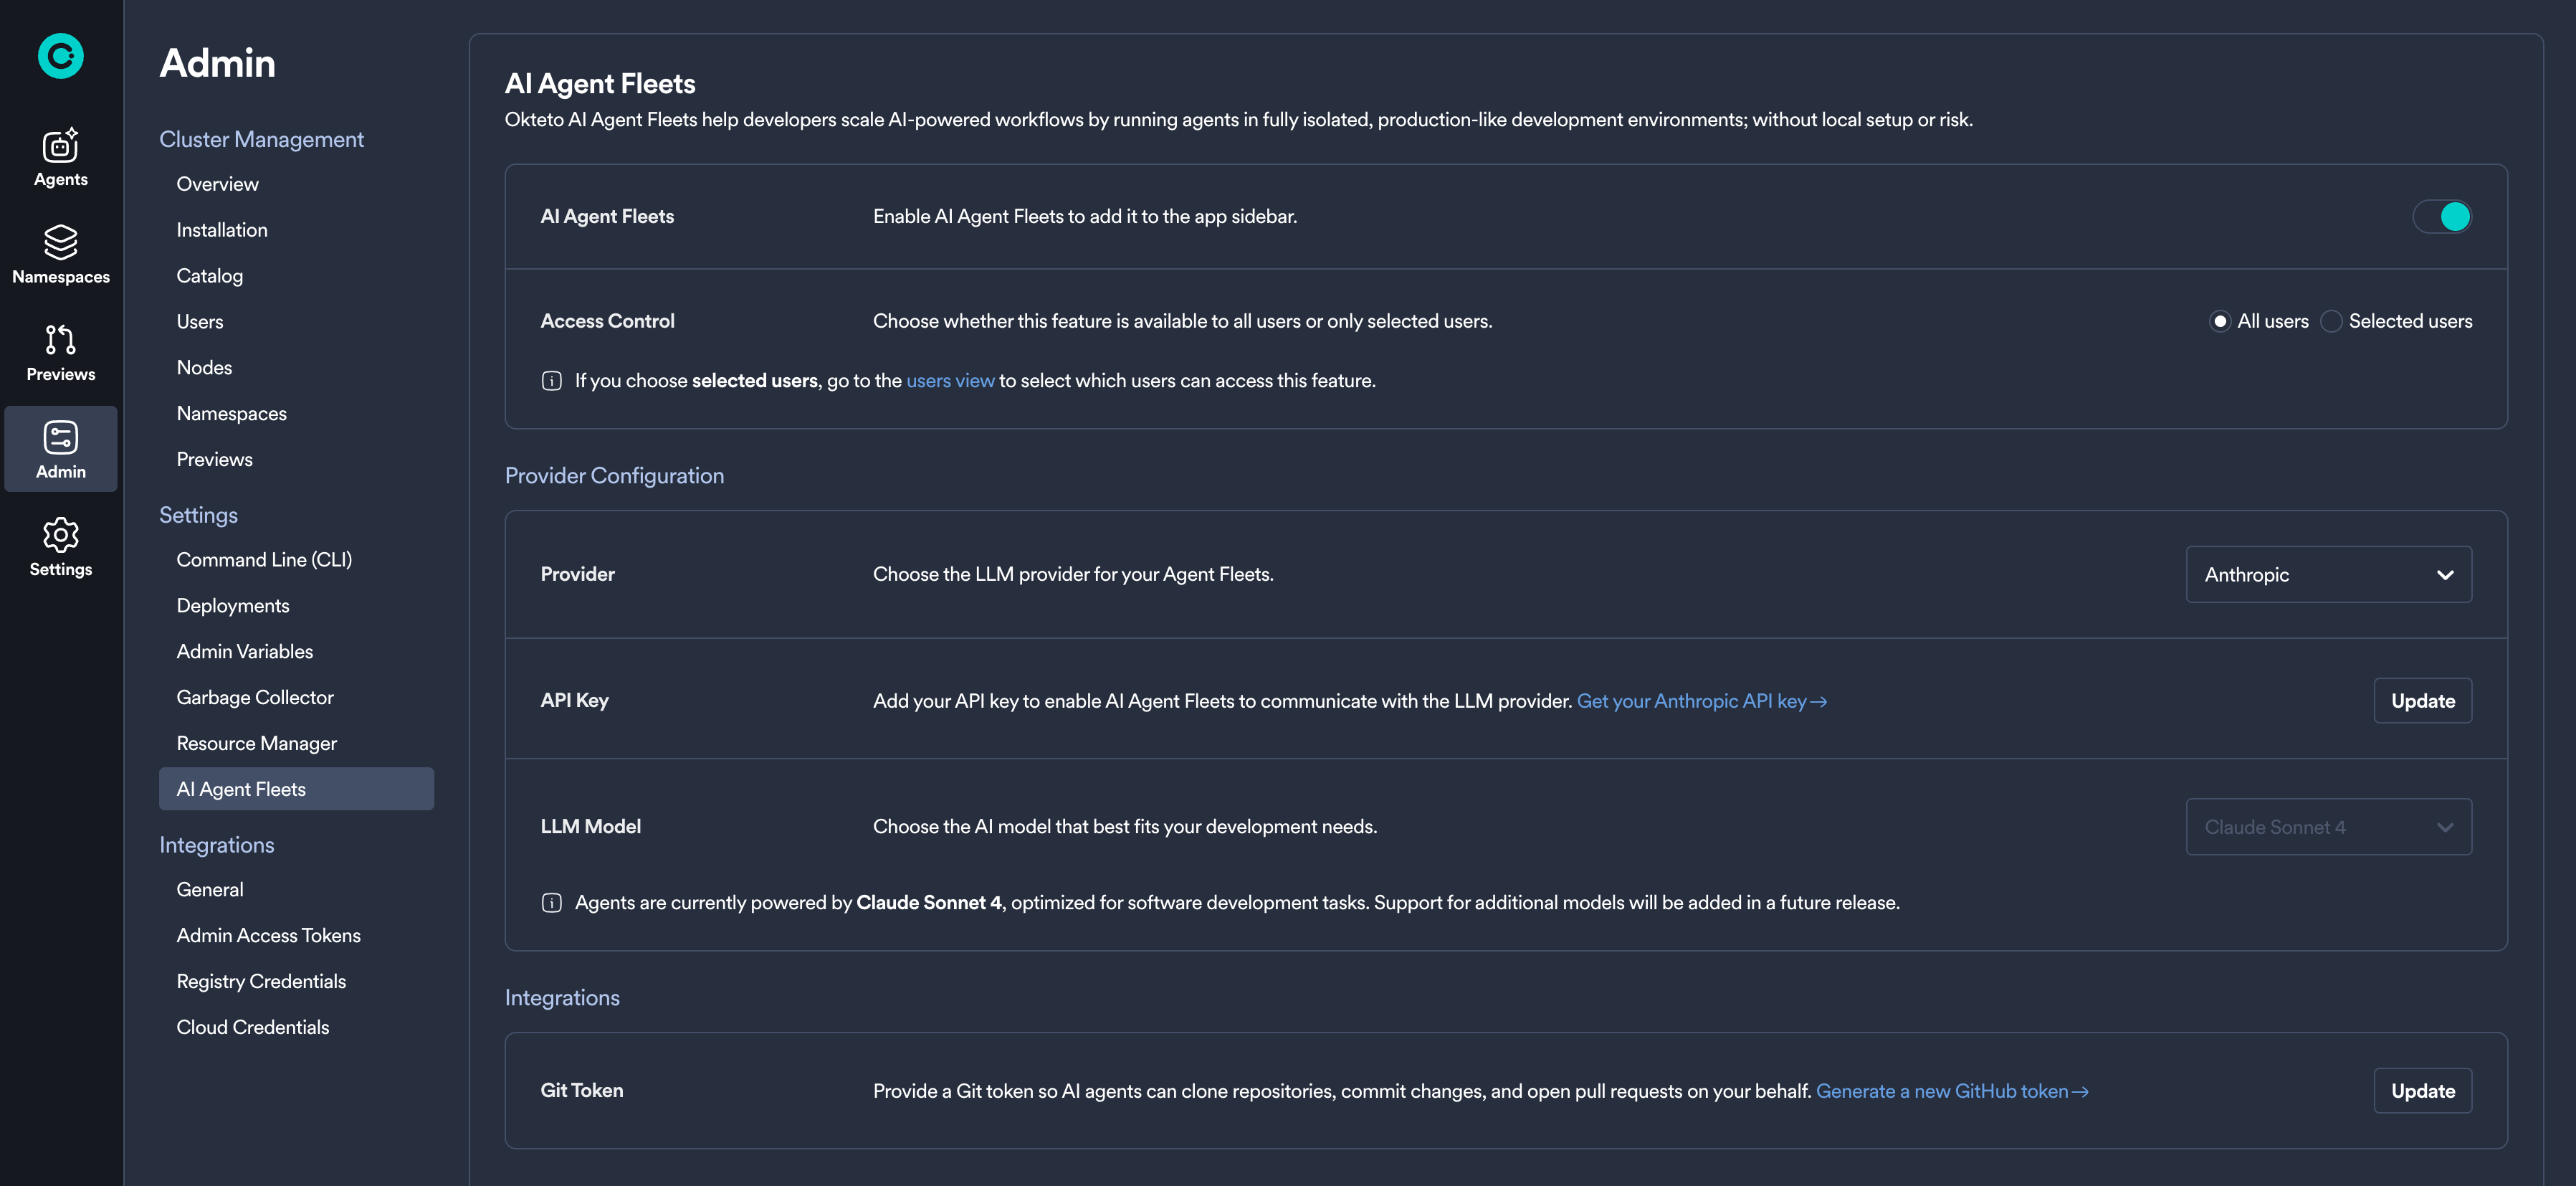 Agents
Namespaces
Previews
Admin
Settings
Admin
Cluster Management
Overview
Installation
Catalog
Users
Nodes
Namespaces
Previews
Settings
Command Line (CLI)
Deployments
Admin Variables
Garbage Collector
Resource Manager
AI Agent Fleets
Integrations
General
Admin Access Tokens
Registry Credentials
Cloud Credentials
AI Agent Fleets
Okteto AI Agent Fleets help developers scale AI-powered workflows by running agents in fully isolated, production-like development environments; without local setup or risk.
AI Agent Fleets Enable AI Agent Fleets to add it to the app sidebar.
Access Control Choose whether this feature is available to all users or only selected users. All users Selected users
If you choose selected users, go to the users view to select which users can access this feature.
Provider Configuration
Provider Choose the LLM provider for your Agent Fleets. Anthropic
API Key Add your API key to enable AI Agent Fleets to communicate with the LLM provider. Get your Anthropic API key→ Update
LLM Model Choose the AI model that best fits your development needs. Claude Sonnet 4
Agents are currently powered by Claude Sonnet 4, optimized for software development tasks. Support for additional models will be added in a future release.
Integrations
Git Token Provide a Git token so AI agents can clone repositories, commit changes, and open pull requests on your behalf. Generate a new GitHub token→ Update